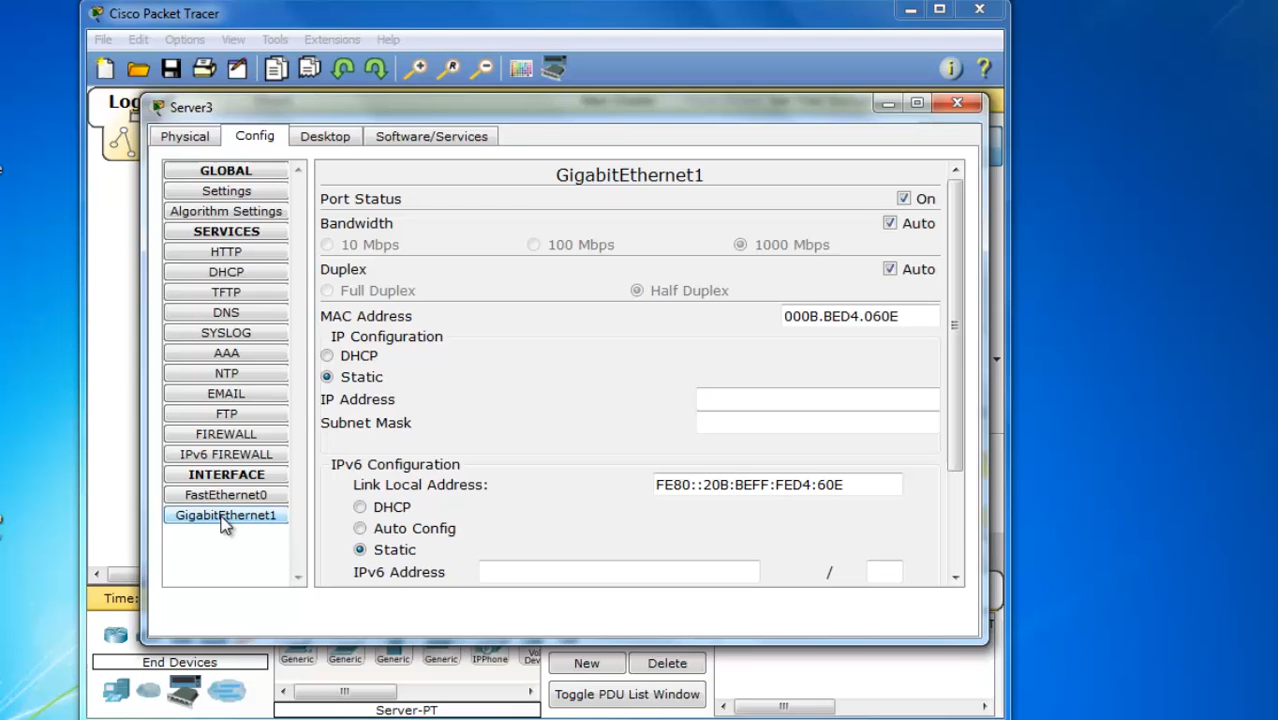 Cisco Packet Tracer
File Edit Options View Tools Extensions Help
Log
Server3
Physical Config Desktop Software/Services
GLOBAL
Settings
Algorithm Settings
SERVICES
HTTP
DHCP
TFTP
DNS
SYSLOG
AAA
NTP
EMAIL
FTP
FIREWALL
IPv6 FIREWALL
INTERFACE
FastEthernet0
GigabitEthernet1
GigabitEthernet1
Port Status On
Bandwidth Auto
10 Mbps 100 Mbps 1000 Mbps
Duplex Auto
Full Duplex Half Duplex
MAC Address 000B.BED4.060E
IP Configuration
DHCP
Static
IP Address
Subnet Mask
IPv6 Configuration
Link Local Address: FE80::20B:BEFF:FED4:60E
DHCP
Auto Config
Static
IPv6 Address /
Time:
End Devices
Generic Generic Generic Generic IPPhone
Server-PT
New Delete
Toggle PDU List Window